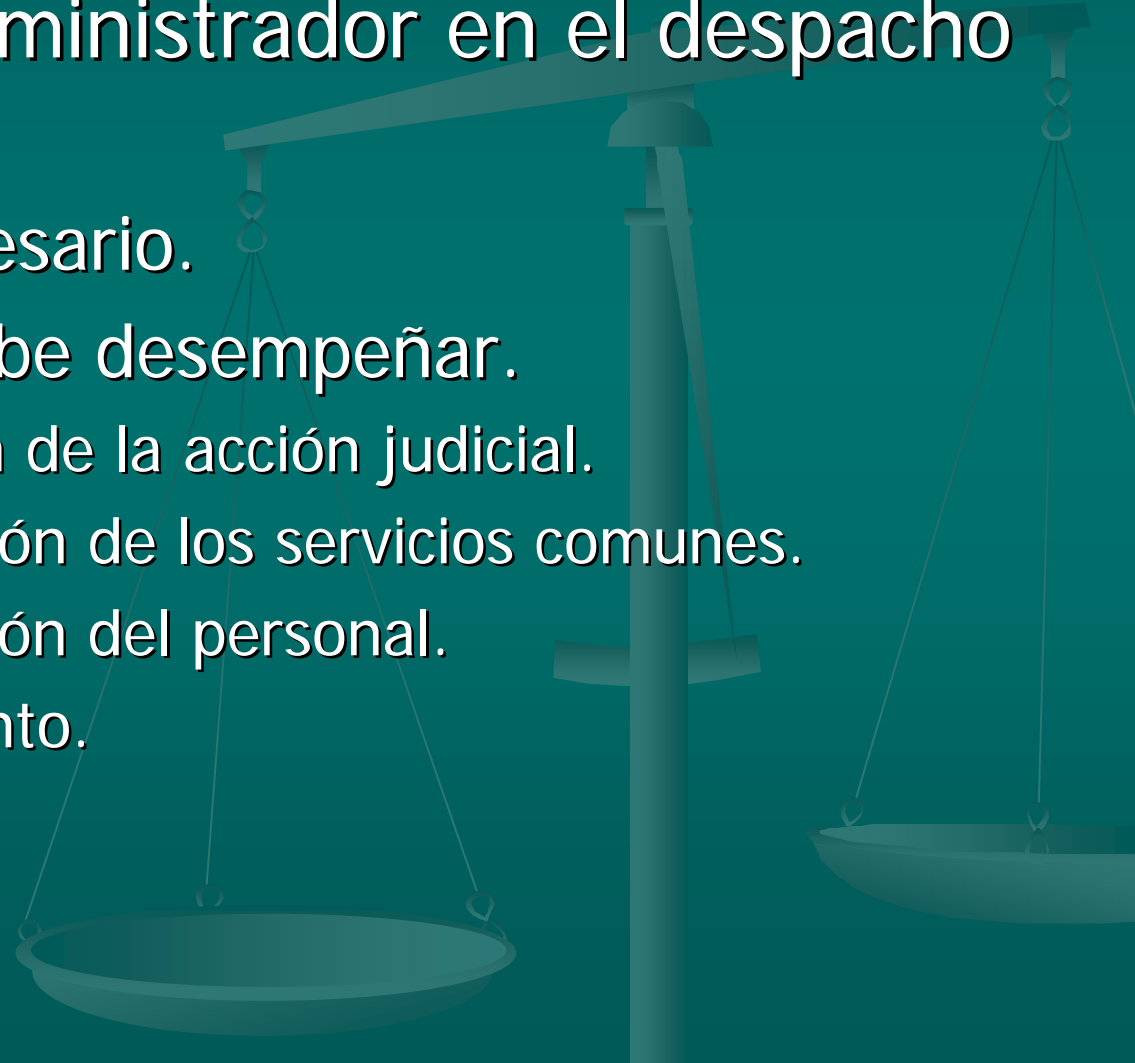 ministrador en el despacho
esario.
be desempeñar.
de la acción judicial.
ón de los servicios comunes.
ón del personal.
nto.